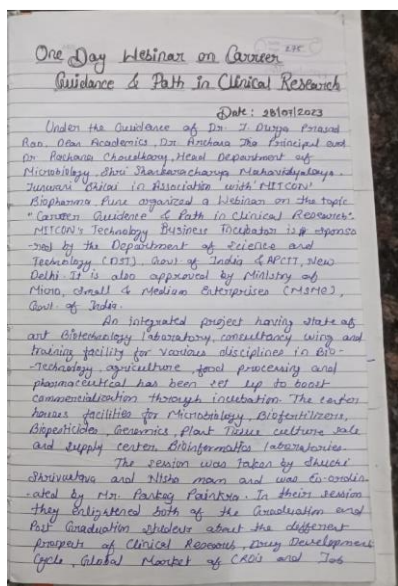 275
One Day Webinar on Carreer
Guidance & Path in Clinical Research
Date: 28/07/2023
Under the Guidance of Dr. J. Durga Prasad
Rao, Dean Academics, Dr. Archana The Principal and
Dr Rachana Choudhary, Head Department of
Microbiology, Shri Shankaracharya Mahavidyalaya
Junwani Bhilai in Association with 'MITCON'
Biopharma Pune organized a Webinar on the topic
"Carreer Guidence & Path in Clinical Research".
MITCON's Technology Business Incubator is sponso
-red by the Department of Science and
Technology (DST), Govt of India & APCTT, New
Delhi. It is also approved by Ministry of
Micro, Small & Medium Enterprises (MSME),
Govt. of India.
An integrated project having state of
art Biotechnology laboratory, concultancy wing and
training facility for various disciplines in Bio-
-technology, agriculture, food processing and
pharmaceutical has been set up to boost
commercialization through incubation. The center
houses facilities for Microbiology, Biofertilizers,
Biopesticides, Genomics, Plant Tissue culture sale
and supply center, Bioinformatics laboratories.
The session was taken by Shuchi
Shrivastava and Nisha mam and was co-ordin
-ated by Mr. Pankaj Painkra. In their session
they enlightened both of the Graduation and
Post Graduation students about the different
prospects of Clinical Research, Drug Development
Cycle, Global Market of CRO's and Job